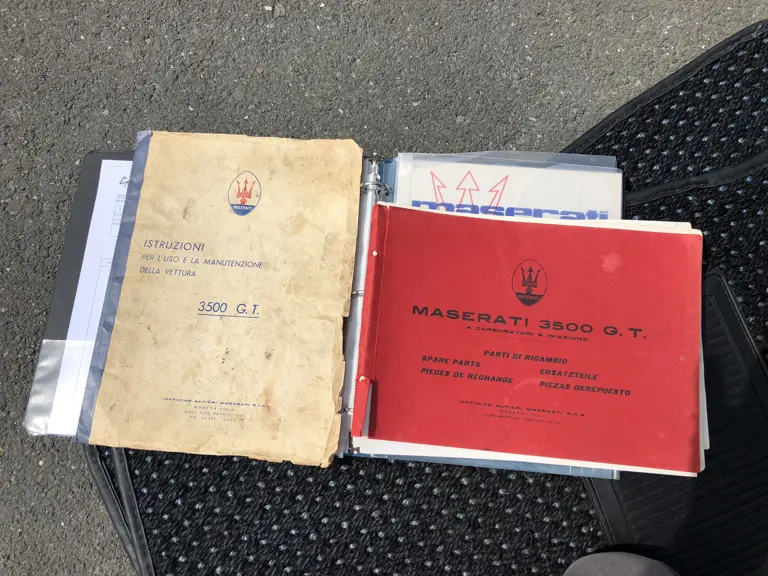 ISTRUZIONI
PER L'USO E LA MANUTENZIONE
DELLA VETTURA
3500 G.T.
OFFICINE ALFIERI MASERATI S.P.A.
maserati
MASERATI 3500 G.T.
A CARBURATORI E INIEZIONE
PARTI DI RICAMBIO
SPARE PARTS ERSATZTEILE
PIECES DE RECHANGE PIEZAS DEREPUESTO
OFFICINE ALFIERI MASERATI S.P.A.